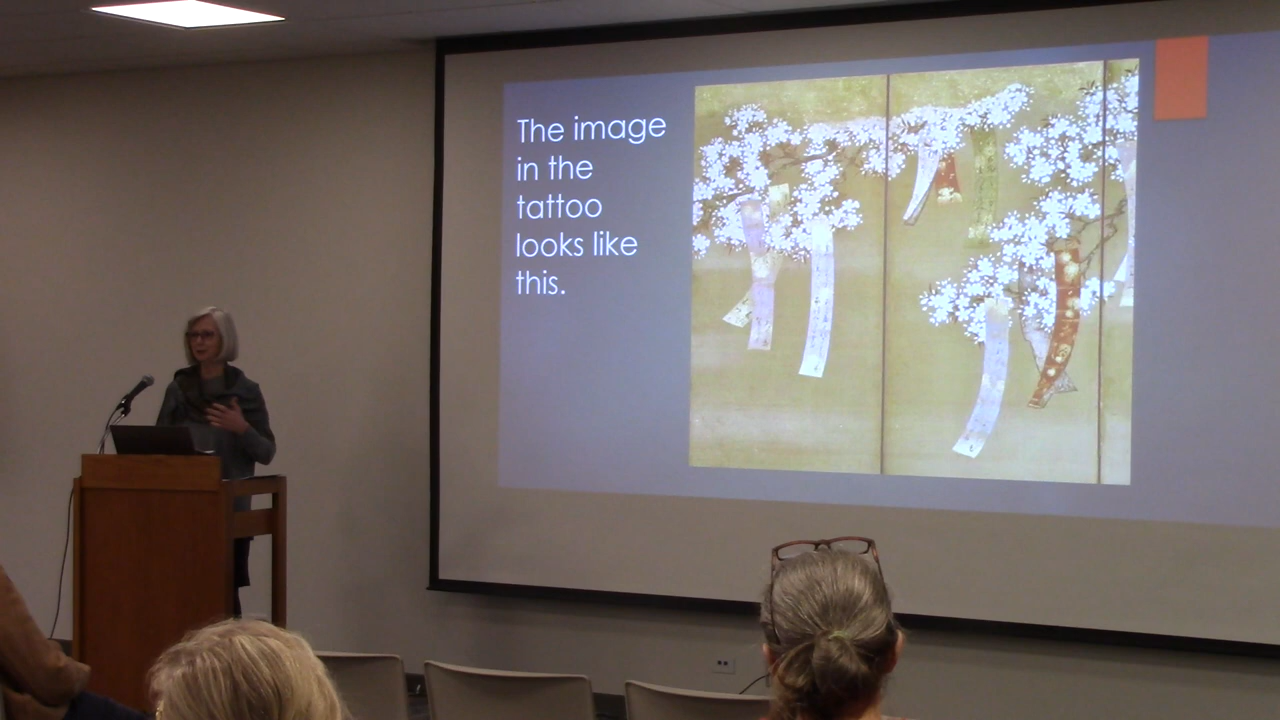 The image
in the
tattoo
looks like
this.